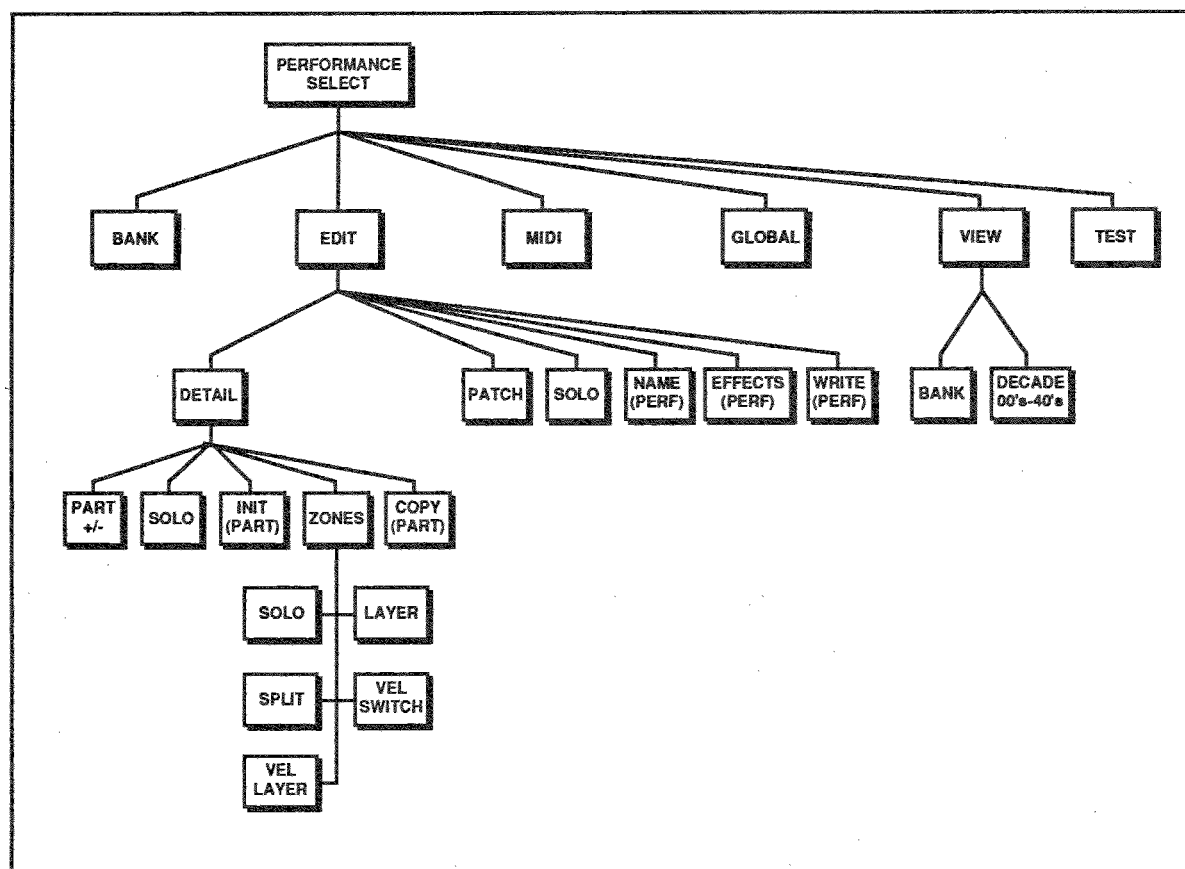 PERFORMANCE
SELECT
BANK
EDIT
MIDI
GLOBAL
VIEW
TEST
DETAIL
PATCH
SOLO
NAME
(PERF)
EFFECTS
(PERF)
WRITE
(PERF)
BANK
DECADE
00's-40's
PART
+/-
SOLO
INIT
(PART)
ZONES
COPY
(PART)
SOLO
LAYER
SPLIT
VEL
SWITCH
VEL
LAYER